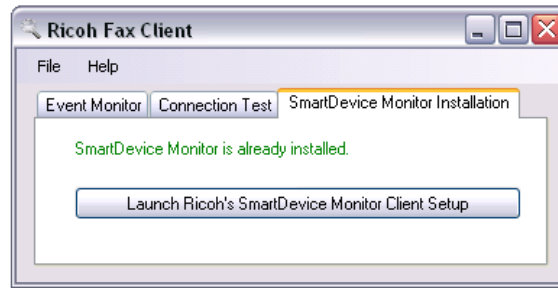 Ricoh Fax Client
File Help
Event Monitor Connection Test SmartDevice Monitor Installation
SmartDevice Monitor is already installed.
Launch Ricoh's SmartDevice Monitor Client Setup